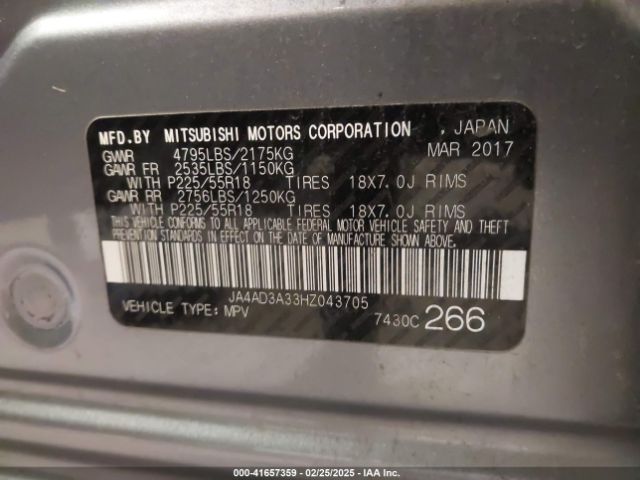 MFD.BY MITSUBISHI MOTORS CORPORATION , JAPAN
GVWR 4795LBS/2175KG MAR 2017
GAWR FR 2535LBS/1150KG
WITH P225/55R18 TIRES 18X7.0J RIMS
GAWR RR 2756LBS/1250KG
WITH P225/55R18 TIRES 18X7.0J RIMS
THIS VEHICLE CONFORMS TO ALL APPLICABLE FEDERAL MOTOR VEHICLE SAFETY AND THEFT
PREVENTION STANDARDS IN EFFECT ON THE DATE OF MANUFACTURE SHOWN ABOVE.
JA4AD3A33HZ043705
VEHICLE TYPE: MPV 7430C 266
000-41657359 - 02/25/2025 - IAA Inc.